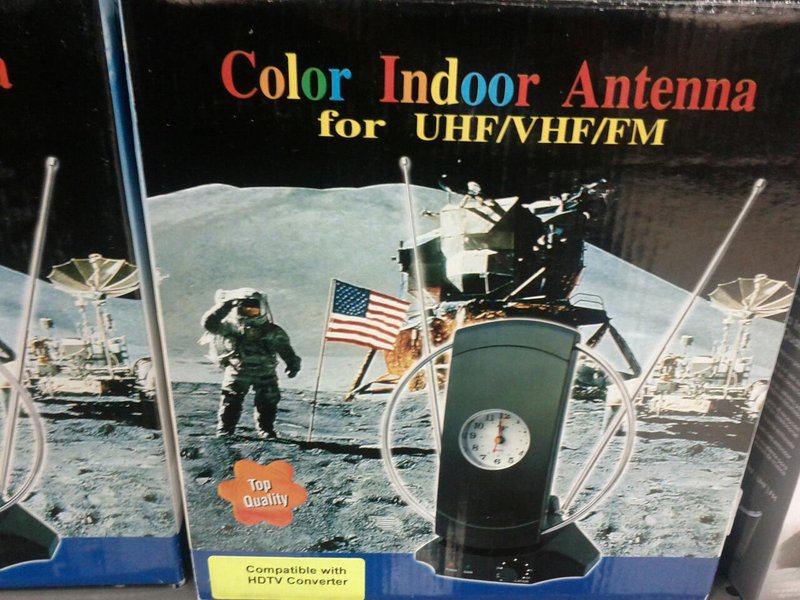 Color Indoor Antenna
for UHF/VHF/FM
Top
Quality
Compatible with
HDTV Converter